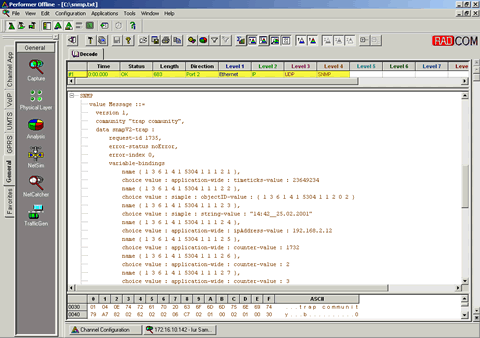 Performer Offline - [C:\snmp.txt]
File View Edit Configuration Applications Tools Window Help
RADCOM
General
Decode
Time Status Length Direction Level 1 Level 2 Level 3 Level 4 Level 5 Level 6 Level 7
#1 0:00.000 OK 683 Port 2 Ethernet IP UDP SNMP
SNMP
value Message ::=
version 1,
community "trap community",
data snmpV2-trap :
request-id 1735,
error-status noError,
error-index 0,
variable-bindings
name { 1 3 6 1 4 1 5304 1 1 1 2 1 },
choice value : application-wide : timeticks-value : 23649234
name { 1 3 6 1 4 1 5304 1 1 1 2 2 },
choice value : simple : objectID-value : { 1 3 6 1 4 1 5304 1 1 1 2 0 2 }
name { 1 3 6 1 4 1 5304 1 1 1 2 3 },
choice value : simple : string-value : "14:42__15.02.2001"
name { 1 3 6 1 4 1 5304 1 1 1 2 4 },
choice value : application-wide : ipAddress-value : 192.168.2.12
name { 1 3 6 1 4 1 5304 1 1 1 2 5 },
choice value : application-wide : counter-value : 1732
name { 1 3 6 1 4 1 5304 1 1 1 2 6 },
choice value : application-wide : counter-value : 2
name { 1 3 6 1 4 1 5304 1 1 1 2 7 },
choice value : application-wide : counter-value : 3
Channel App
VoIP
UMTS
GPRS
General
Favorites
Capture
Physical Layer
Analysis
NetSim
NetCatcher
TrafficGen
0 1 2 3 4 5 6 7 8 9 A B C D E F ASCII
0030 01 04 0E 74 72 61 70 20 63 6F 6D 6D 75 6E 69 74 ...trap communit
0040 79 A7 82 02 62 02 02 06 C7 02 01 00 02 01 00 30 y...b..........0
Channel Configuration
172.16.10.142 - Iur Sam...